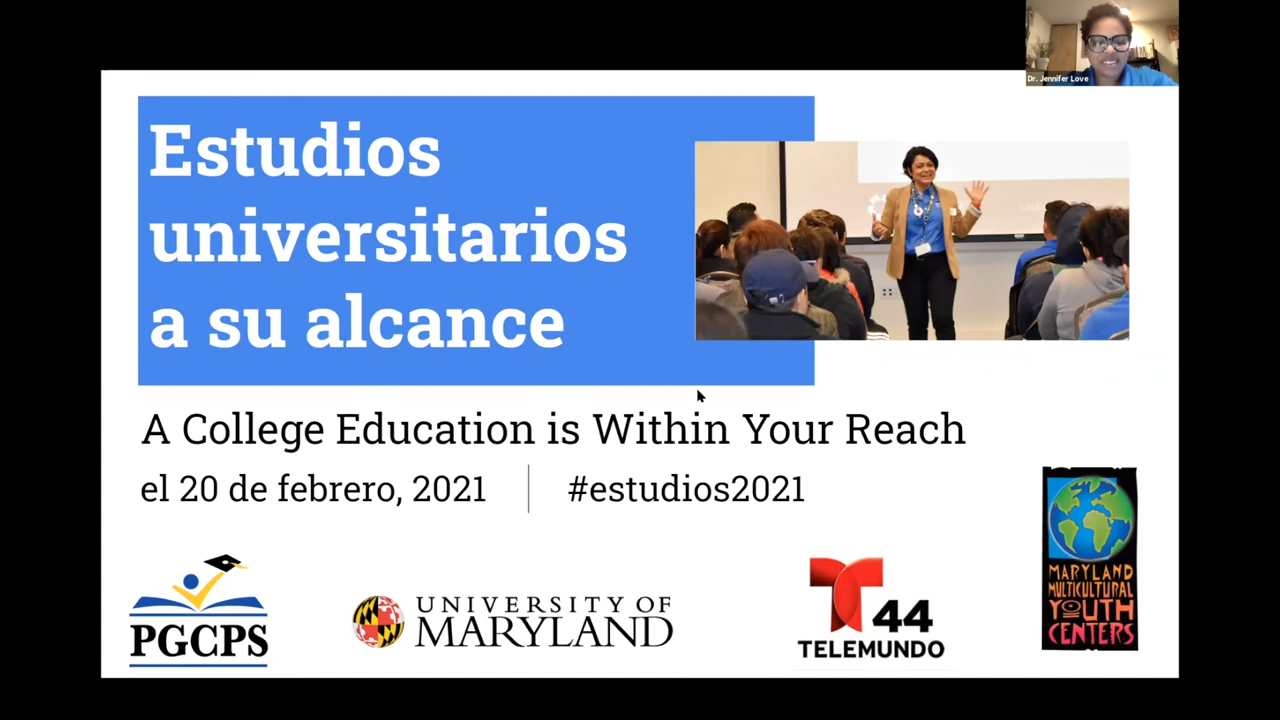 Dr. Jennifer Love
Estudios
universitarios
a su alcance
A College Education is Within Your Reach
el 20 de febrero, 2021
#estudios2021
PGCPS
UNIVERSITY OF
MARYLAND
44
TELEMUNDO
MARYLAND
MULTICULTURAL
YOUTH
CENTERS